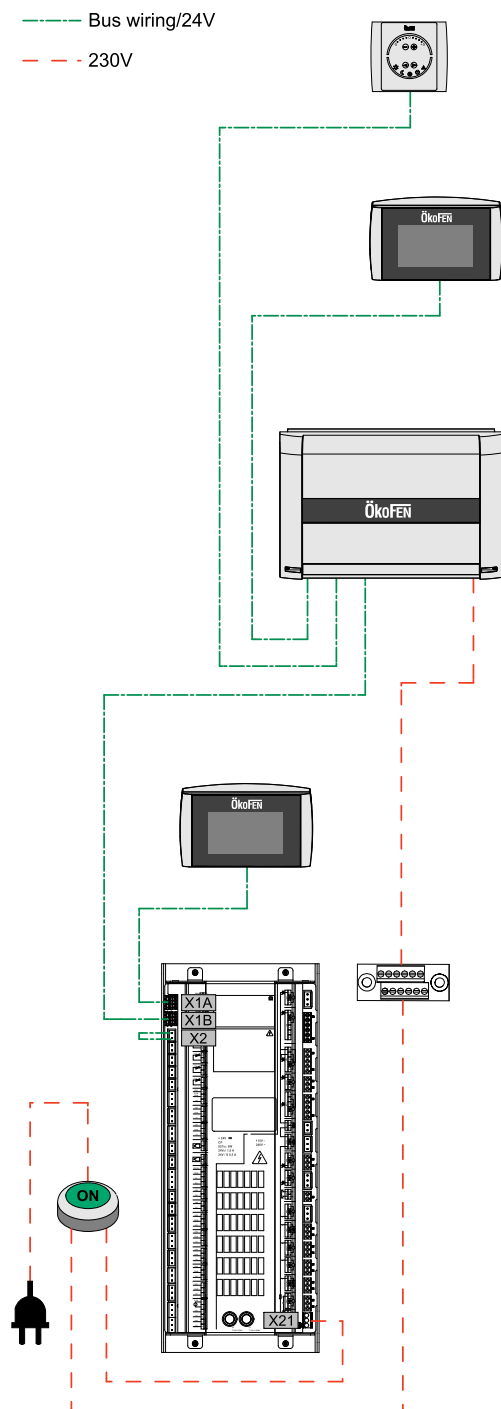 Bus wiring/24V
230V
ÖkoFEN
ÖkoFEN
ÖkoFEN
X1A
X1B
X2
ON
X21